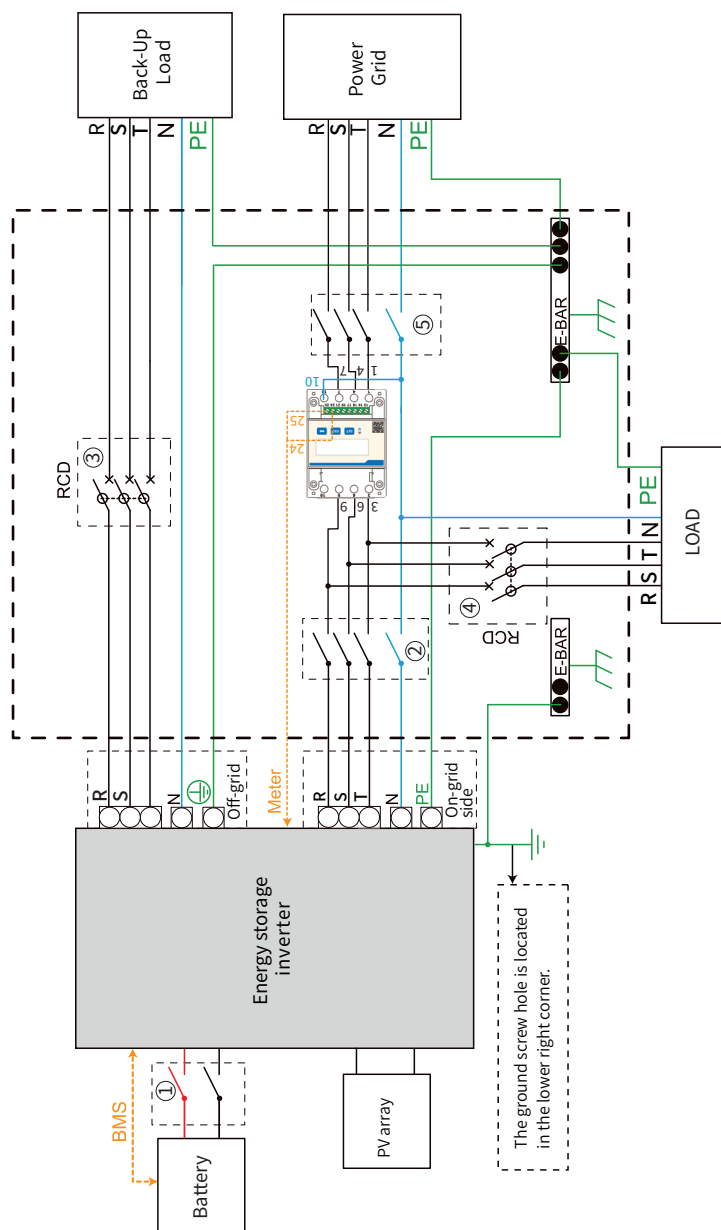 Back-Up
Load
Power
Grid
R
S
T
N
PE
R
S
T
N
PE
RCD
③
⑤
10
7
4
1
25
24
9
6
3
E-BAR
②
④
RCD
E-BAR
PE
N
T
S
R
LOAD
R
S
N
Off-grid
Meter
R
S
T
N
PE
On-grid
side
Energy storage
inverter
The ground screw hole is located
in the lower right corner.
BMS
①
Battery
PV array